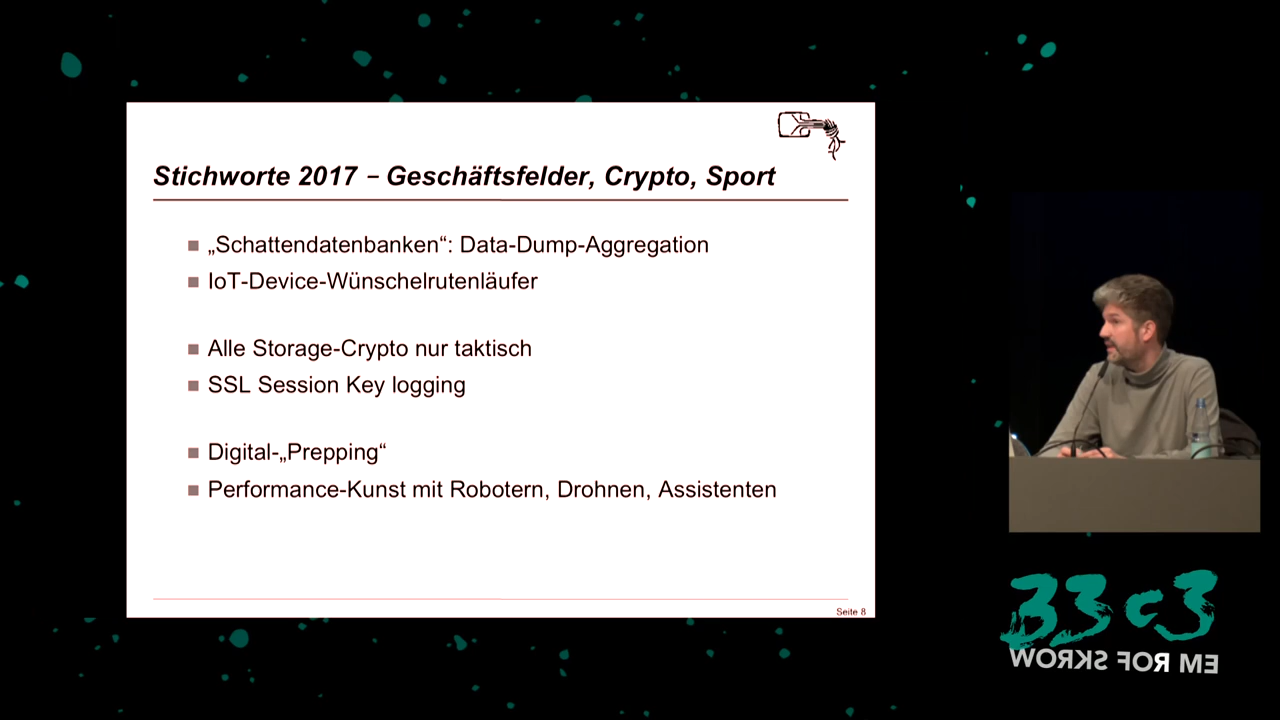 Stichworte 2017 – Geschäftsfelder, Crypto, Sport
„Schattendatenbanken“: Data-Dump-Aggregation
IoT-Device-Wünschelrutenläufer
Alle Storage-Crypto nur taktisch
SSL Session Key logging
Digital-„Prepping“
Performance-Kunst mit Robotern, Drohnen, Assistenten
Seite 8
33c3
WORKS FOR ME